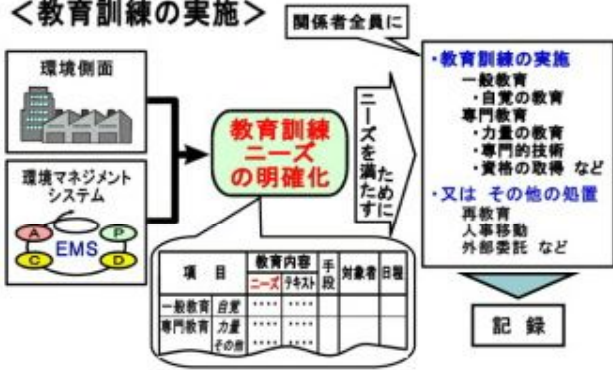 ＜教育訓練の実施＞
関係者全員に
環境側面
環境マネジメント
システム
A
P
EMS
C
D
教育訓練
ニーズ
の明確化
ニーズを満たす
ために
・教育訓練の実施
一般教育
・自覚の教育
専門教育
・力量の教育
・専門的技術
・資格の取得 など
・又は その他の処置
再教育
人事移動
外部委託 など
記録
項 目 教育内容 手段 対象者 日程
ニーズ テキスト
一般教育 自覚 ････ ････
専門教育 力量 ････ ････
その他 ････ ････